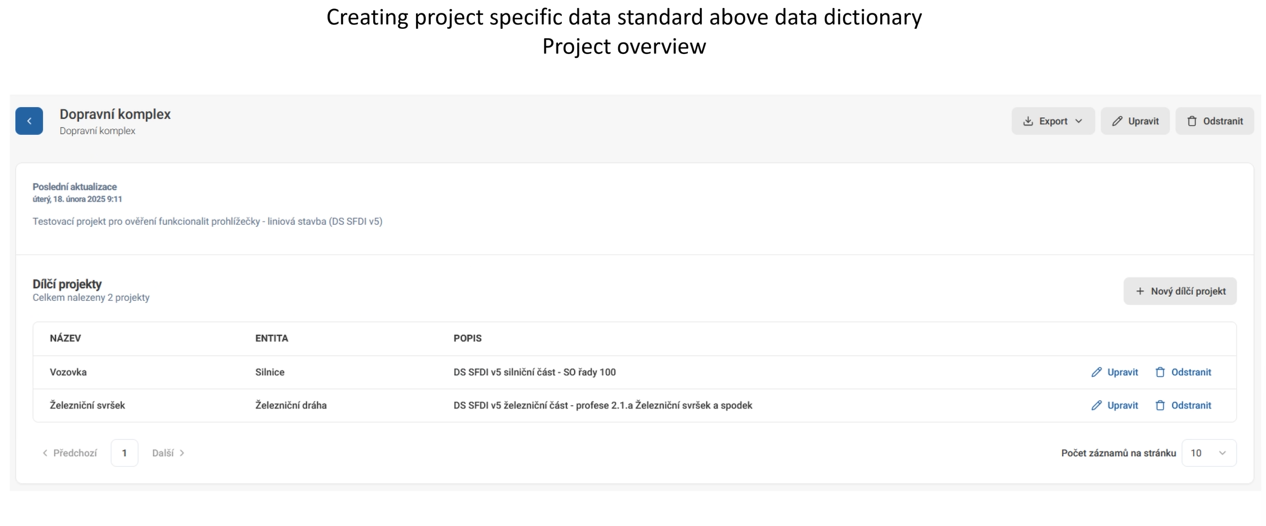 Creating project specific data standard above data dictionary
Project overview
Dopravní komplex
Dopravní komplex
Export
Upravit
Odstranit
Poslední aktualizace
úterý, 18. února 2025 9:11
Testovací projekt pro ověření funkcionalit prohlížečky - liniová stavba (DS SFDI v5)
Dílčí projekty
Celkem nalezeny 2 projekty
+ Nový dílčí projekt
NÁZEV ENTITA POPIS
Vozovka Silnice DS SFDI v5 silniční část - SO řady 100 Upravit Odstranit
Železniční svršek Železniční dráha DS SFDI v5 železniční část - profese 2.1.a Železniční svršek a spodek Upravit Odstranit
< Předchozí 1 Další >
Počet záznamů na stránku 10